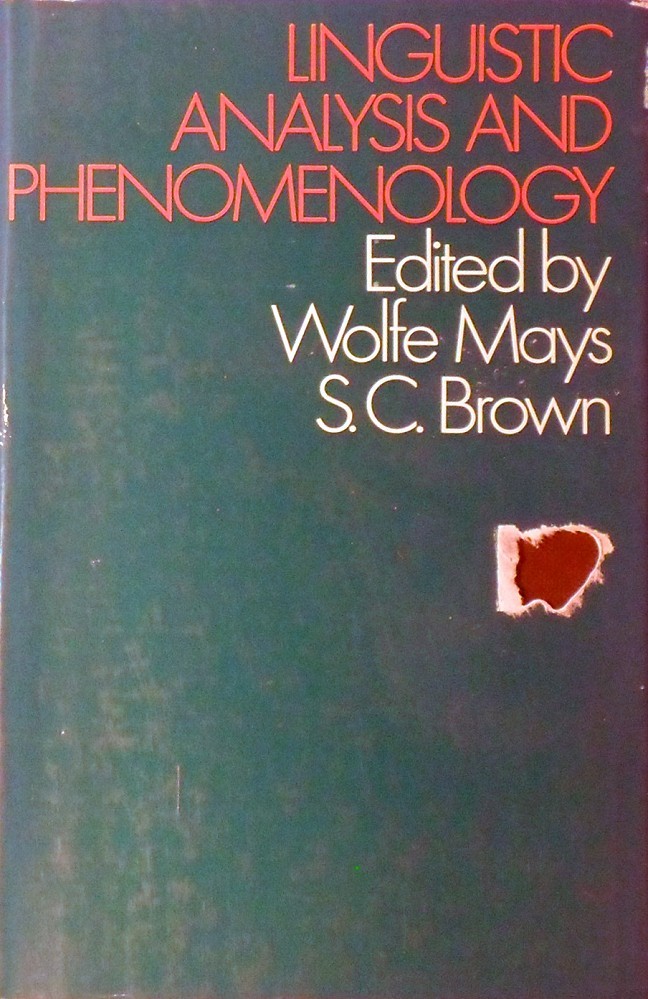 LINGUISTIC
ANALYSIS AND
PHENOMENOLOGY
Edited by
Wolfe Mays
S.C. Brown